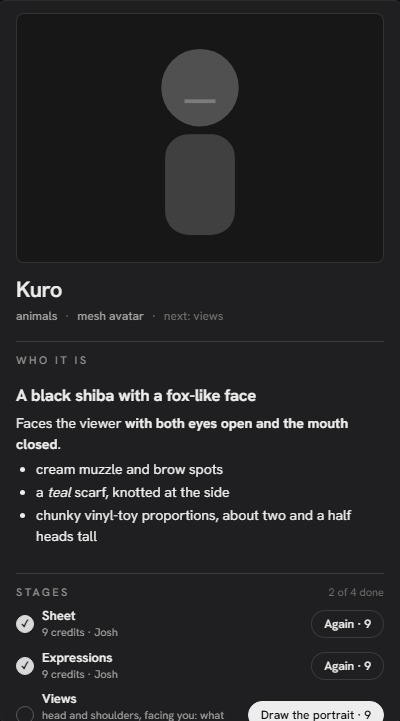 Kuro
animals · mesh avatar · next: views
WHO IT IS
A black shiba with a fox-like face
Faces the viewer with both eyes open and the mouth
closed.
• cream muzzle and brow spots
• a teal scarf, knotted at the side
• chunky vinyl-toy proportions, about two and a half
heads tall
STAGES 2 of 4 done
Sheet
9 credits · Josh
Again · 9
Expressions
9 credits · Josh
Again · 9
Views
head and shoulders, facing you: what
Draw the portrait · 9